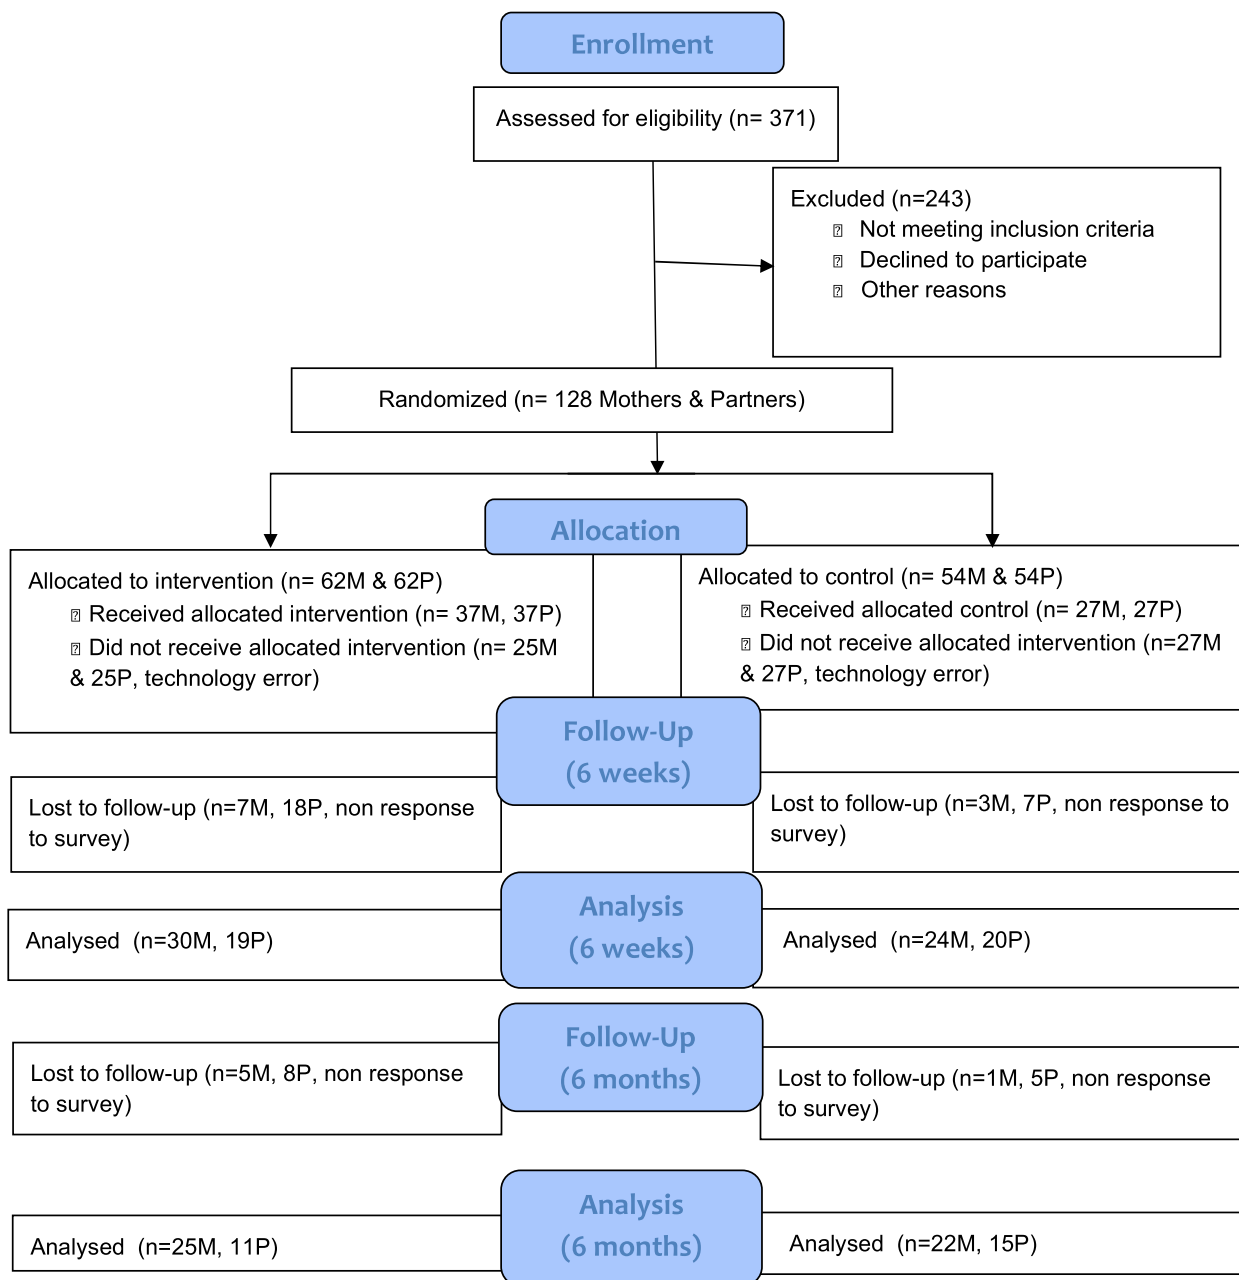 Enrollment
Assessed for eligibility (n= 371)
Excluded (n=243)
Not meeting inclusion criteria
Declined to participate
Other reasons
Randomized (n= 128 Mothers & Partners)
Allocation
Allocated to intervention (n= 62M & 62P)
Received allocated intervention (n= 37M, 37P)
Did not receive allocated intervention (n= 25M
& 25P, technology error)
Allocated to control (n= 54M & 54P)
Received allocated control (n= 27M, 27P)
Did not receive allocated intervention (n=27M
& 27P, technology error)
Follow-Up
(6 weeks)
Lost to follow-up (n=7M, 18P, non response
to survey)
Lost to follow-up (n=3M, 7P, non response to
survey)
Analysis
(6 weeks)
Analysed  (n=30M, 19P)
Analysed  (n=24M, 20P)
Follow-Up
(6 months)
Lost to follow-up (n=5M, 8P, non response
to survey)
Lost to follow-up (n=1M, 5P, non response
to survey)
Analysis
(6 months)
Analysed  (n=25M, 11P)
Analysed  (n=22M, 15P)